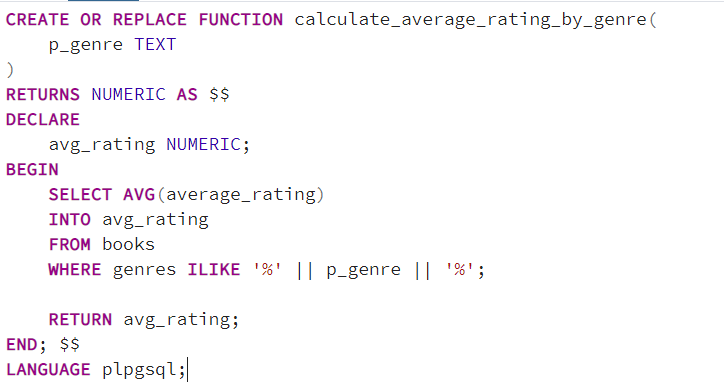 CREATE OR REPLACE FUNCTION calculate_average_rating_by_genre(
    p_genre TEXT
)
RETURNS NUMERIC AS $$
DECLARE
    avg_rating NUMERIC;
BEGIN
    SELECT AVG(average_rating)
    INTO avg_rating
    FROM books
    WHERE genres ILIKE '%' || p_genre || '%';

    RETURN avg_rating;
END; $$
LANGUAGE plpgsql;